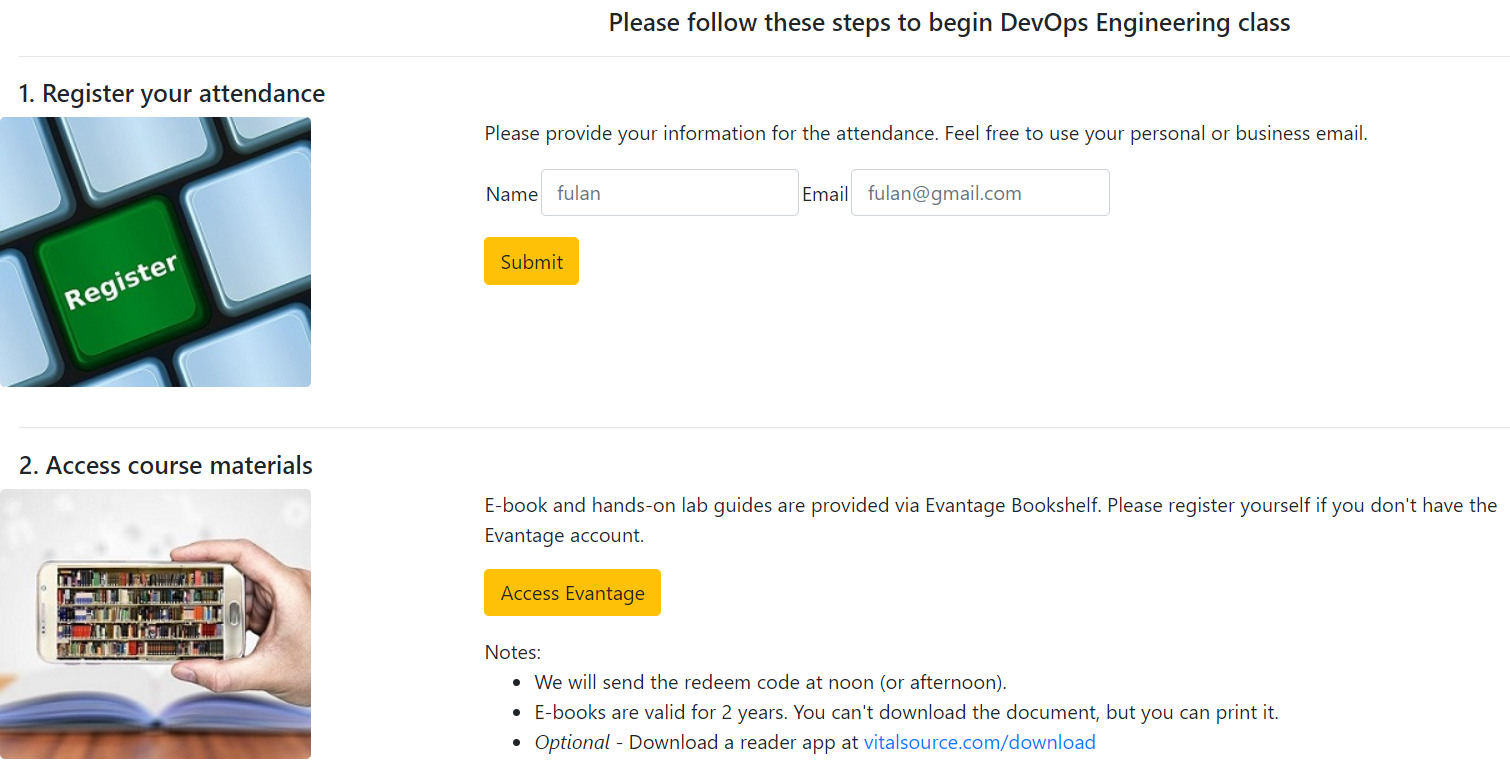 Please follow these steps to begin DevOps Engineering class
1. Register your attendance
Register
Please provide your information for the attendance. Feel free to use your personal or business email.
Name fulan Email fulan@gmail.com
Submit
2. Access course materials
E-book and hands-on lab guides are provided via Evantage Bookshelf. Please register yourself if you don't have the
Evantage account.
Access Evantage
Notes:
• We will send the redeem code at noon (or afternoon).
• E-books are valid for 2 years. You can't download the document, but you can print it.
• Optional - Download a reader app at vitalsource.com/download